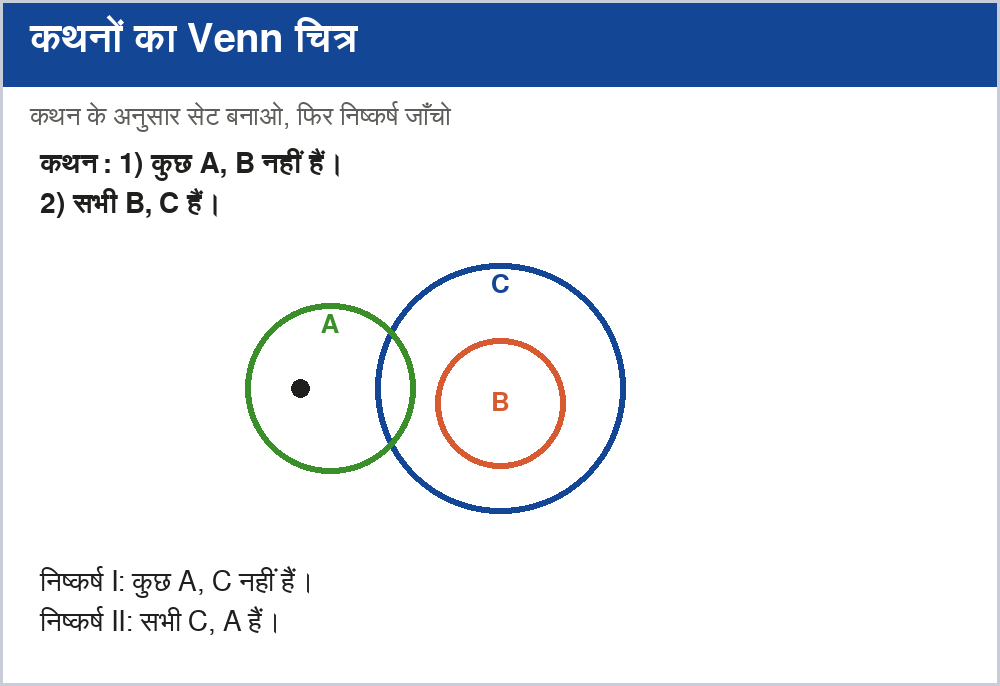 कथनों का Venn चित्र
कथन के अनुसार सेट बनाओ, फिर निष्कर्ष जाँचो
कथन : 1) कुछ A, B नहीं हैं।
2) सभी B, C हैं।
C
A
B
निष्कर्ष I: कुछ A, C नहीं हैं।
निष्कर्ष II: सभी C, A हैं।